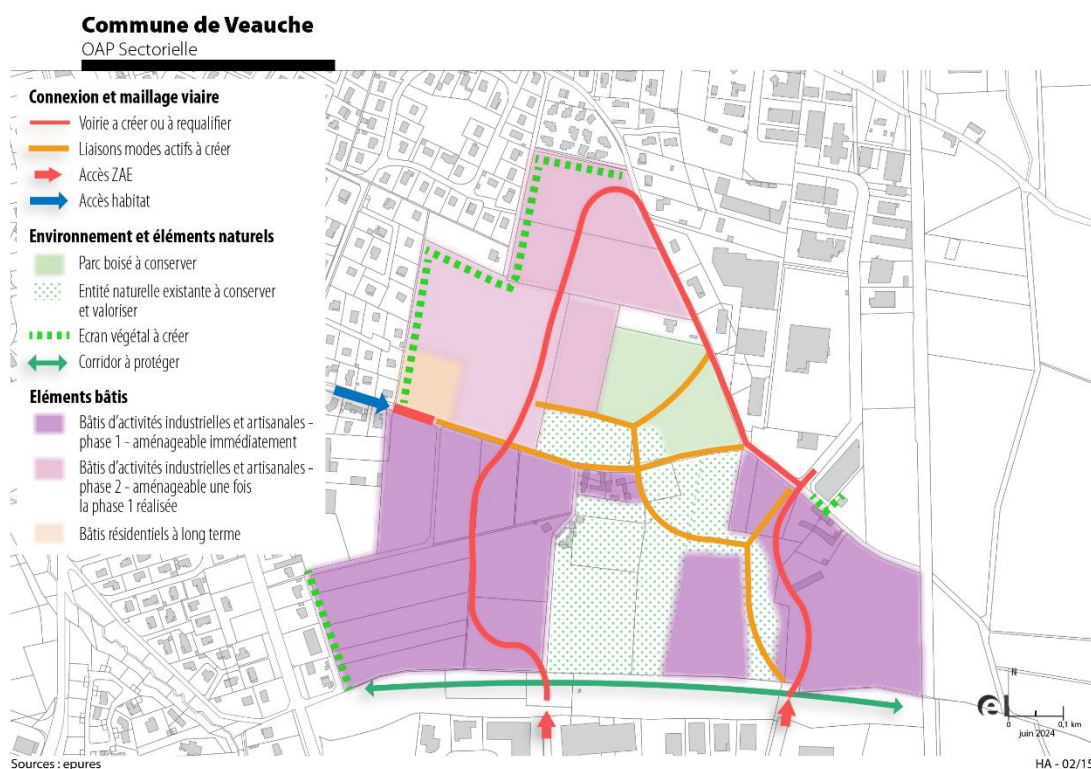 Commune de Veauche
OAP Sectorielle
Connexion et maillage viaire
Voirie a créer ou à requalifier
Liaisons modes actifs à créer
Accès ZAE
Accès habitat
Environnement et éléments naturels
Parc boisé à conserver
Entité naturelle existante à conserver
et valoriser
Ecran végétal à créer
Corridor à protéger
Eléments bâtis
Bâtis d'activités industrielles et artisanales -
phase 1 - aménageable immédiatement
Bâtis d'activités industrielles et artisanales -
phase 2 - aménageable une fois
la phase 1 réalisée
Bâtis résidentiels à long terme
N
el
0
0,1 km
juin 2024
Sources : epures
HA - 02/15